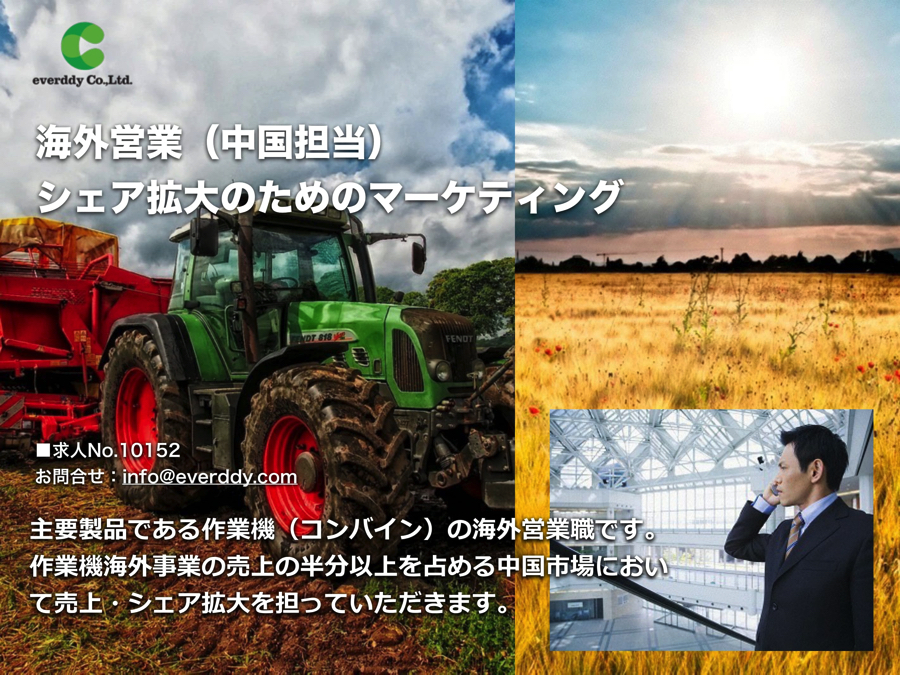 everddy Co.,Ltd.
海外営業（中国担当）
シェア拡大のためのマーケティング
FENDT 818
FENDT
■求人No.10152
お問合せ：info@everddy.com
主要製品である作業機（コンバイン）の海外営業職です。
作業機海外事業の売上の半分以上を占める中国市場におい
て売上・シェア拡大を担っていただきます。